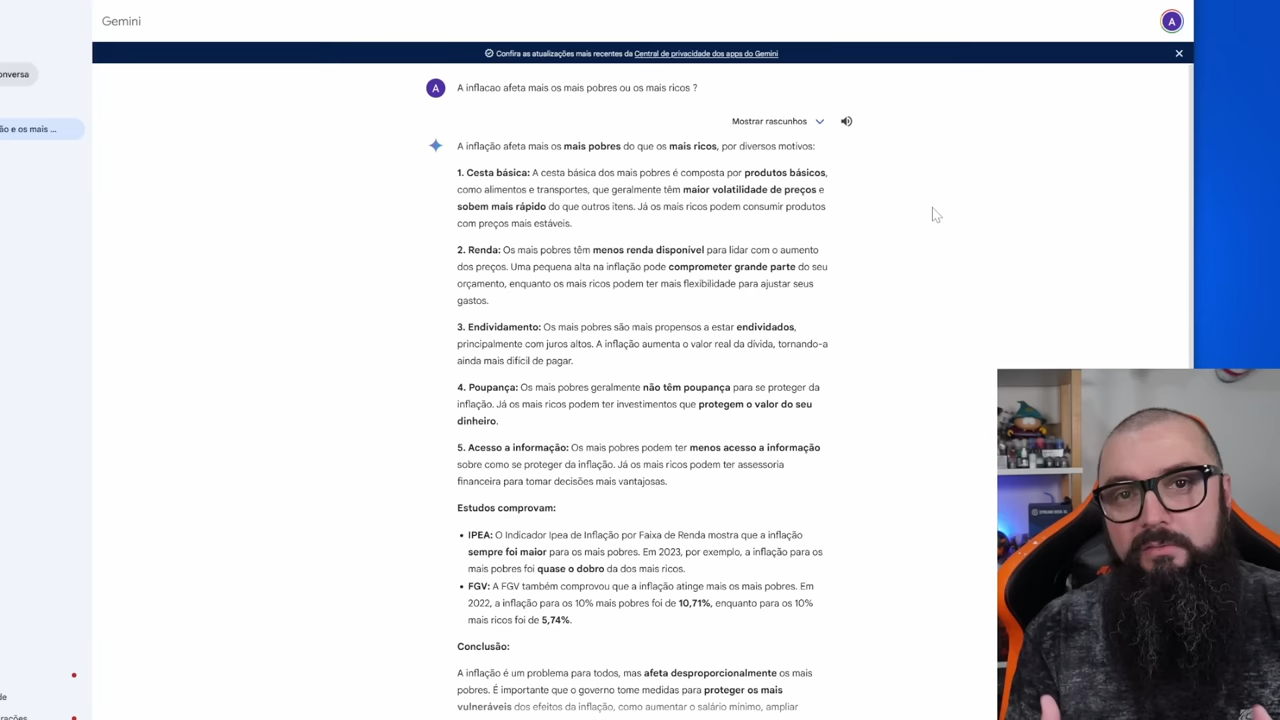 Gemini
A
Confira as atualizações mais recentes da Central de privacidade dos apps do Gemini
onversa
A
A inflacao afeta mais os mais pobres ou os mais ricos ?
Mostrar rascunhos
ão e os mais ...
A inflação afeta mais os mais pobres do que os mais ricos, por diversos motivos:
1. Cesta básica: A cesta básica dos mais pobres é composta por produtos básicos,
como alimentos e transportes, que geralmente têm maior volatilidade de preços e
sobem mais rápido do que outros itens. Já os mais ricos podem consumir produtos
com preços mais estáveis.
2. Renda: Os mais pobres têm menos renda disponível para lidar com o aumento
dos preços. Uma pequena alta na inflação pode comprometer grande parte do seu
orçamento, enquanto os mais ricos podem ter mais flexibilidade para ajustar seus
gastos.
3. Endividamento: Os mais pobres são mais propensos a estar endividados,
principalmente com juros altos. A inflação aumenta o valor real da dívida, tornando-a
ainda mais difícil de pagar.
4. Poupança: Os mais pobres geralmente não têm poupança para se proteger da
inflação. Já os mais ricos podem ter investimentos que protegem o valor do seu
dinheiro.
5. Acesso a informação: Os mais pobres podem ter menos acesso a informação
sobre como se proteger da inflação. Já os mais ricos podem ter assessoria
financeira para tomar decisões mais vantajosas.
Estudos comprovam:
• IPEA: O Indicador Ipea de Inflação por Faixa de Renda mostra que a inflação
sempre foi maior para os mais pobres. Em 2023, por exemplo, a inflação para os
mais pobres foi quase o dobro da dos mais ricos.
• FGV: A FGV também comprovou que a inflação atinge mais os mais pobres. Em
2022, a inflação para os 10% mais pobres foi de 10,71%, enquanto para os 10%
mais ricos foi de 5,74%.
Conclusão:
A inflação é um problema para todos, mas afeta desproporcionalmente os mais
pobres. É importante que o governo tome medidas para proteger os mais
vulneráveis dos efeitos da inflação, como aumentar o salário mínimo, ampliar
de
rações